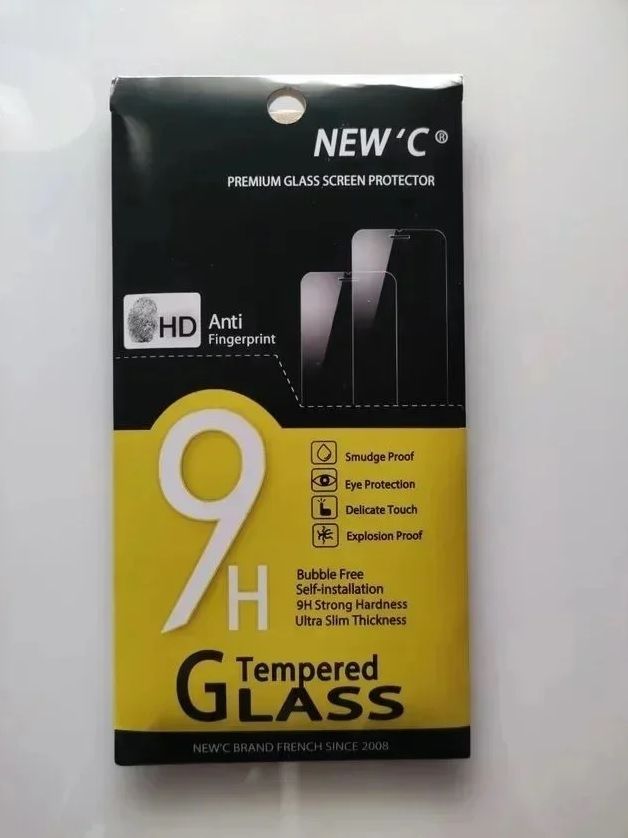 NEW'C®
PREMIUM GLASS SCREEN PROTECTOR
HD Anti
Fingerprint
9H
Smudge Proof
Eye Protection
Delicate Touch
Explosion Proof
Bubble Free
Self-installation
9H Strong Hardness
Ultra Slim Thickness
Tempered
GLASS
NEW'C BRAND FRENCH SINCE 2008